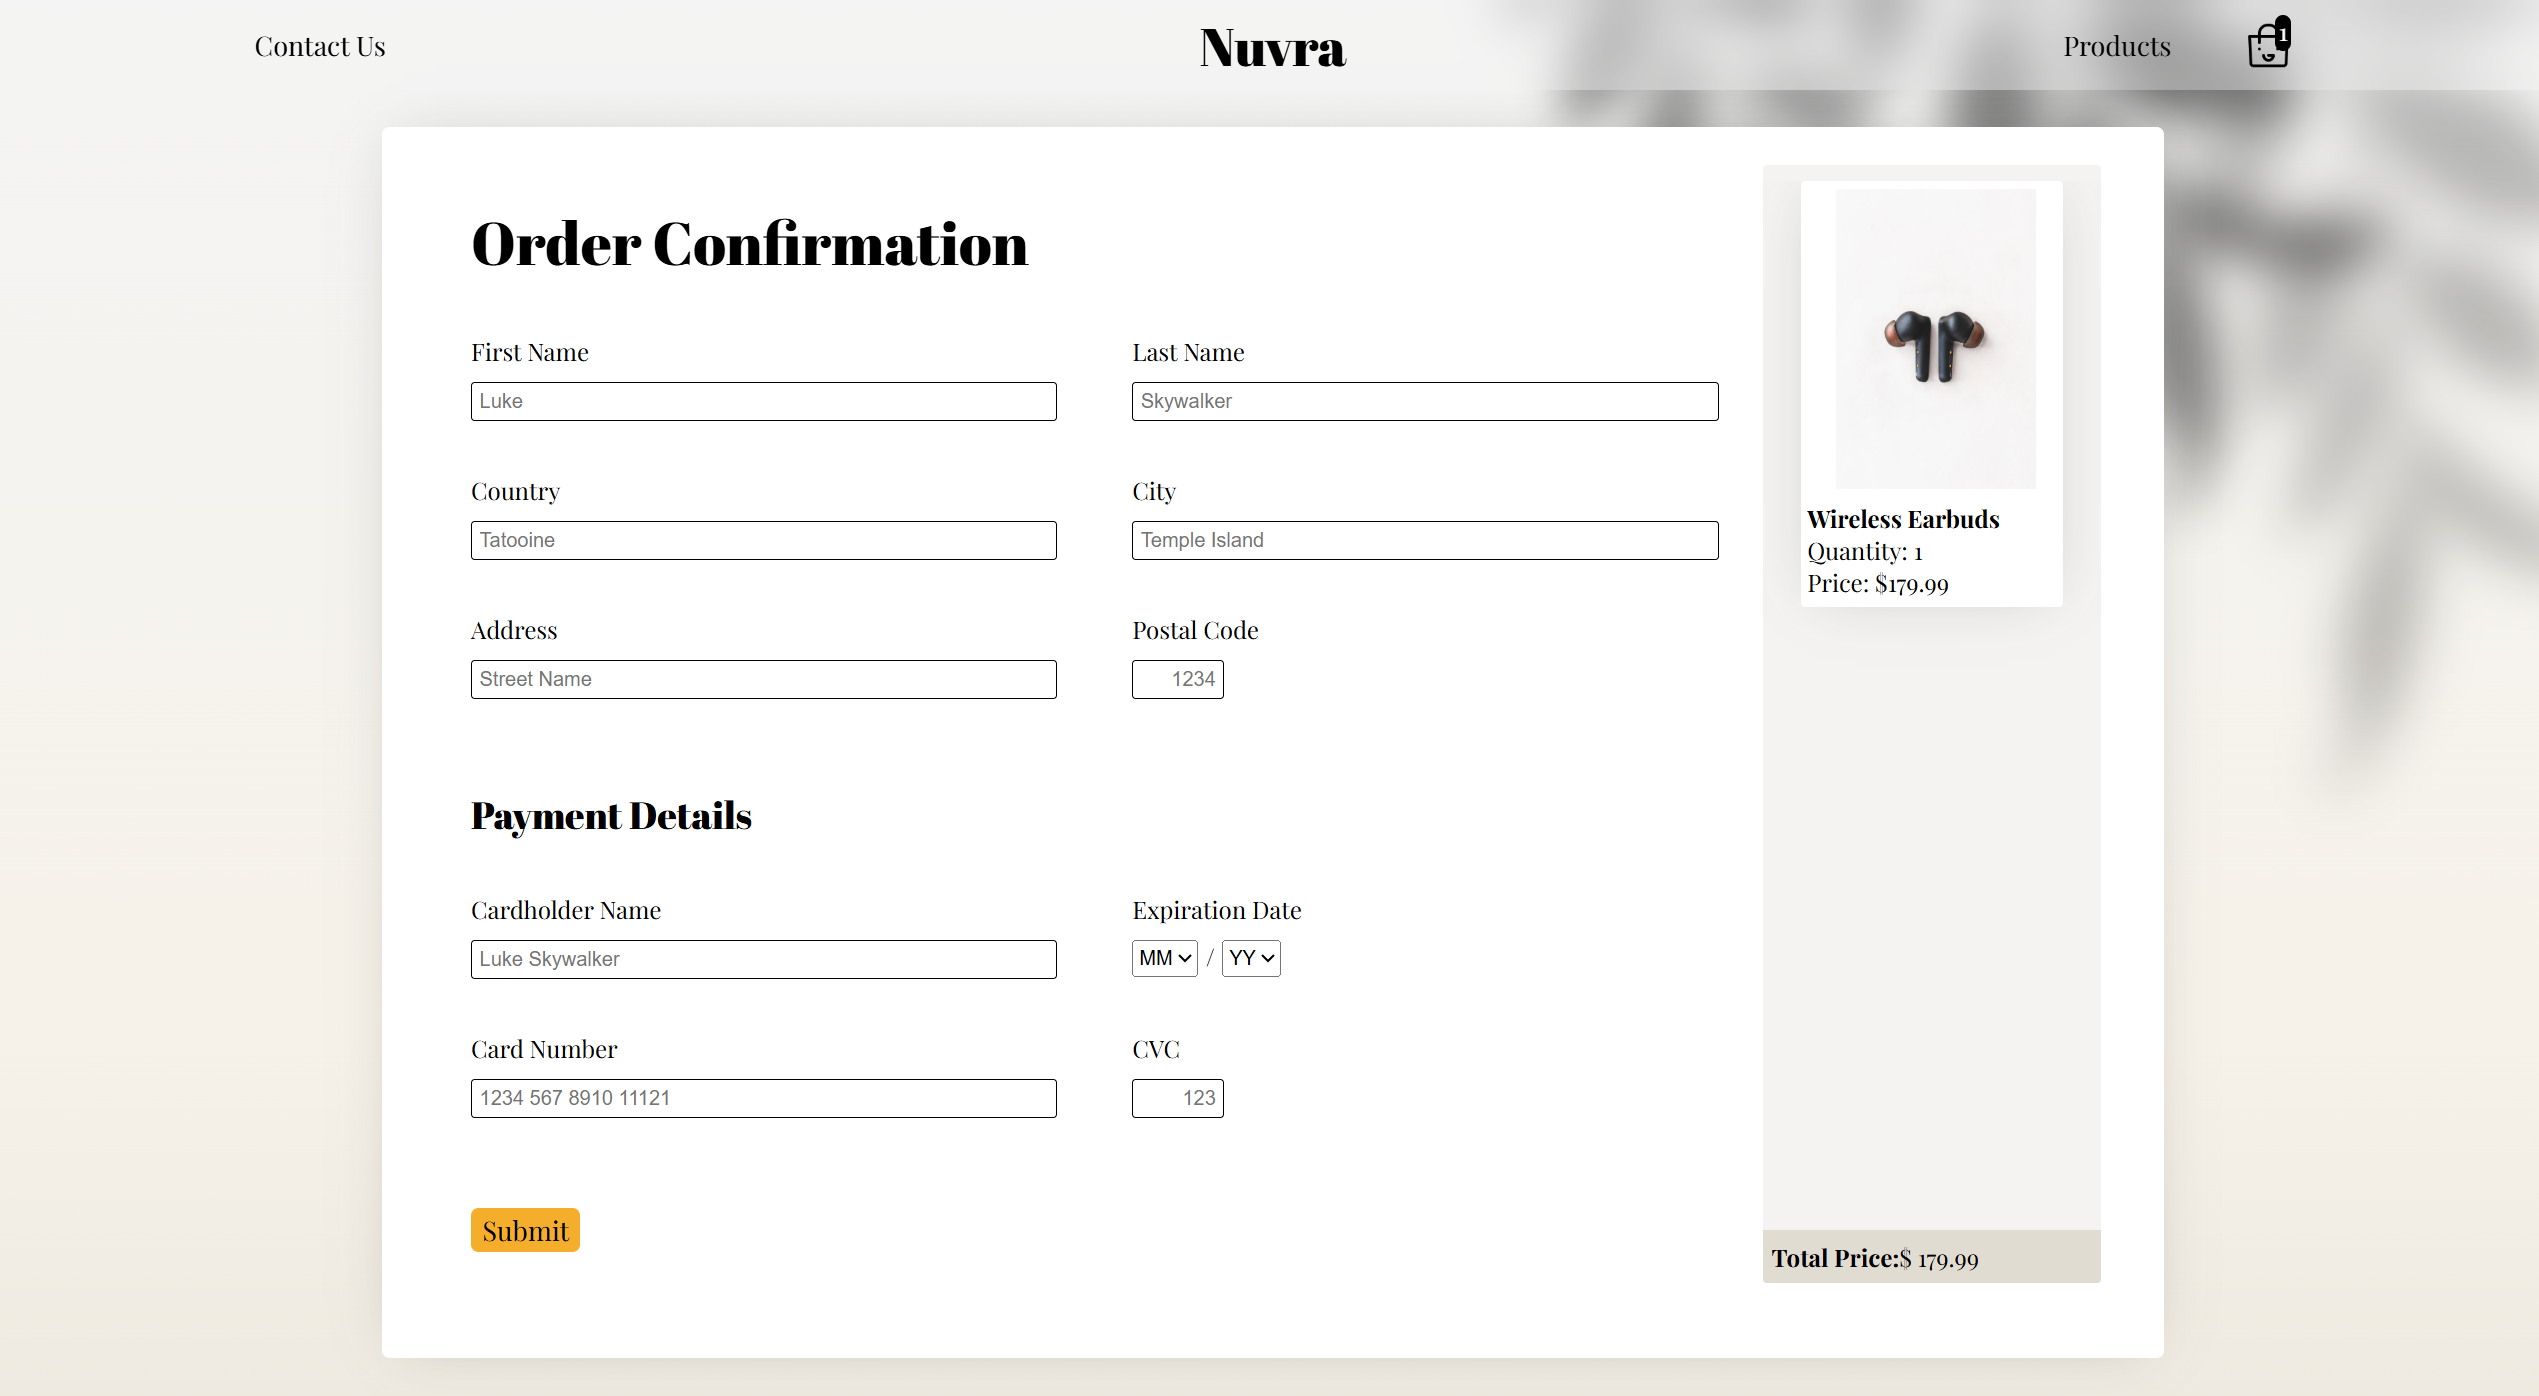 Contact Us
Nuvra
Products
1
Order Confirmation
First Name
Last Name
Luke
Skywalker
Country
City
Tatooine
Temple Island
Address
Postal Code
Street Name
1234
Payment Details
Cardholder Name
Expiration Date
Luke Skywalker
MM / YY
Card Number
CVC
1234 567 8910 11121
123
Submit
Wireless Earbuds
Quantity: 1
Price: $179.99
Total Price:$ 179.99